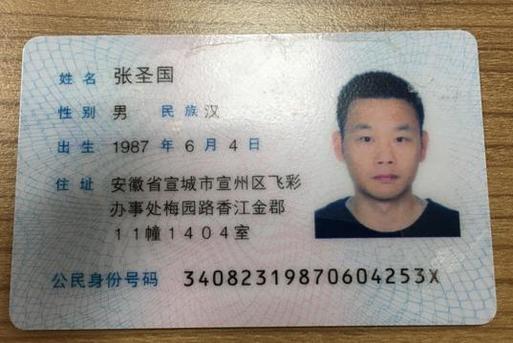 姓名 张圣国
性别 男 民族 汉
出生 1987 年 6 月 4 日
住址 安徽省宣城市宣州区飞彩
办事处梅园路香江金郡
11幢1404室
公民身份号码 34082319870604253X